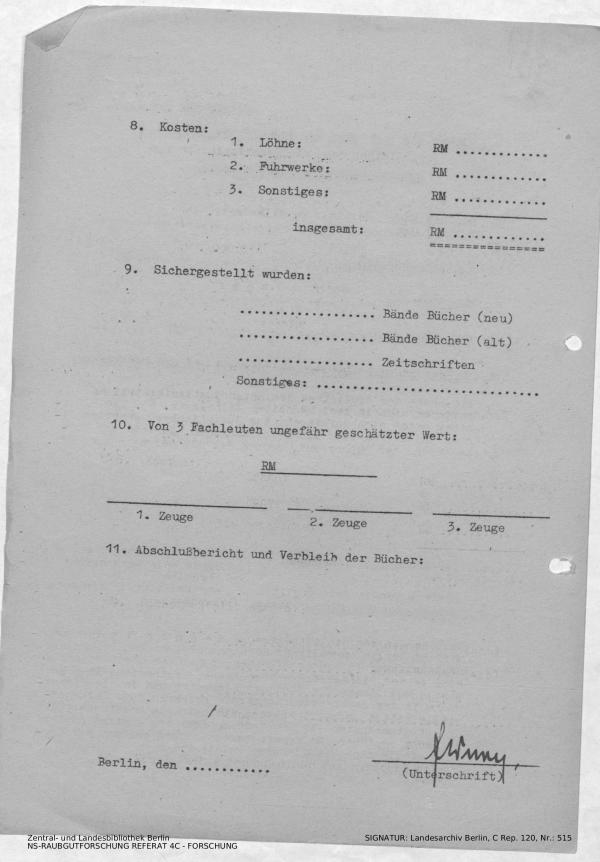 8. Kosten:
1. Löhne: RM .............
2. Fuhrwerke: RM .............
3. Sonstiges: RM .............
insgesamt: RM .............
================
9. Sichergestellt wurden:
................... Bände Bücher (neu)
................... Bände Bücher (alt)
................... Zeitschriften
Sonstiges: ...............................
10. Von 3 Fachleuten ungefähr geschätzter Wert:
RM
1. Zeuge 2. Zeuge 3. Zeuge
11. Abschlußbericht und Verbleib der Bücher:
Berlin, den ............
(Unterschrift)
Zentral- und Landesbibliothek Berlin
NS-RAUBGUTFORSCHUNG REFERAT 4C - FORSCHUNG
SIGNATUR: Landesarchiv Berlin, C Rep. 120, Nr.: 515